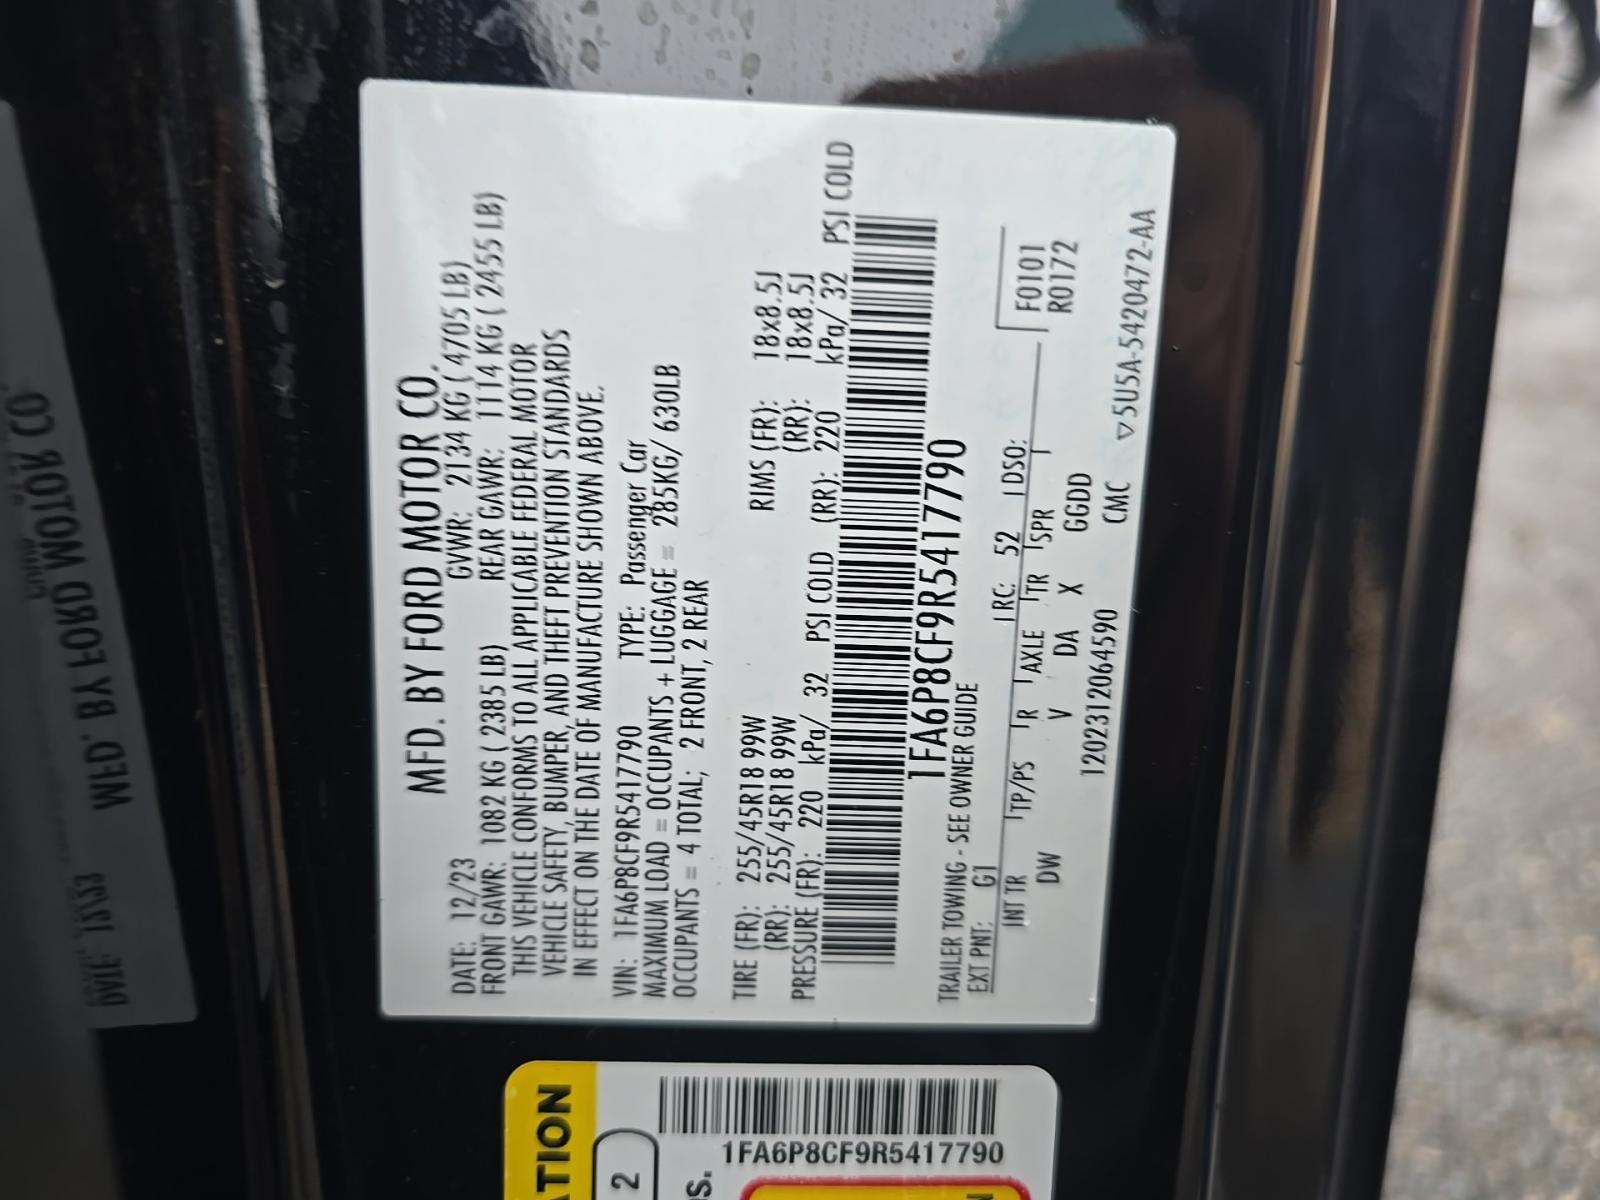 MFD. BY FORD MOTOR CO.
DATE: 12/23 GVWR: 2134 KG ( 4705 LB)
FRONT GAWR: 1082 KG ( 2385 LB) REAR GAWR: 1114 KG ( 2455 LB)
THIS VEHICLE CONFORMS TO ALL APPLICABLE FEDERAL MOTOR
VEHICLE SAFETY, BUMPER, AND THEFT PREVENTION STANDARDS
IN EFFECT ON THE DATE OF MANUFACTURE SHOWN ABOVE.
VIN: 1FA6P8CF9R5417790 TYPE: Passenger Car
MAXIMUM LOAD = OCCUPANTS + LUGGAGE = 285KG/ 630LB
OCCUPANTS = 4 TOTAL; 2 FRONT, 2 REAR
TIRE (FR): 255/45R18 99W RIMS (FR): 18x8.5J
(RR): 255/45R18 99W (RR): 18x8.5J
PRESSURE (FR): 220 kPa/ 32 PSI COLD (RR): 220 kPa/ 32 PSI COLD
1FA6P8CF9R5417790
TRAILER TOWING - SEE OWNER GUIDE
EXT PNT: G1 RC: 52 DSO:
INT TR TP/PS R AXLE TR SPR F0101
DW V DA X GGDD R0172
1202312064590 CMC ▽5U5A-5420472-AA
ATION
2
1FA6P8CF9R5417790
MFD. BY FORD MOTOR CO
DATE: 12/23